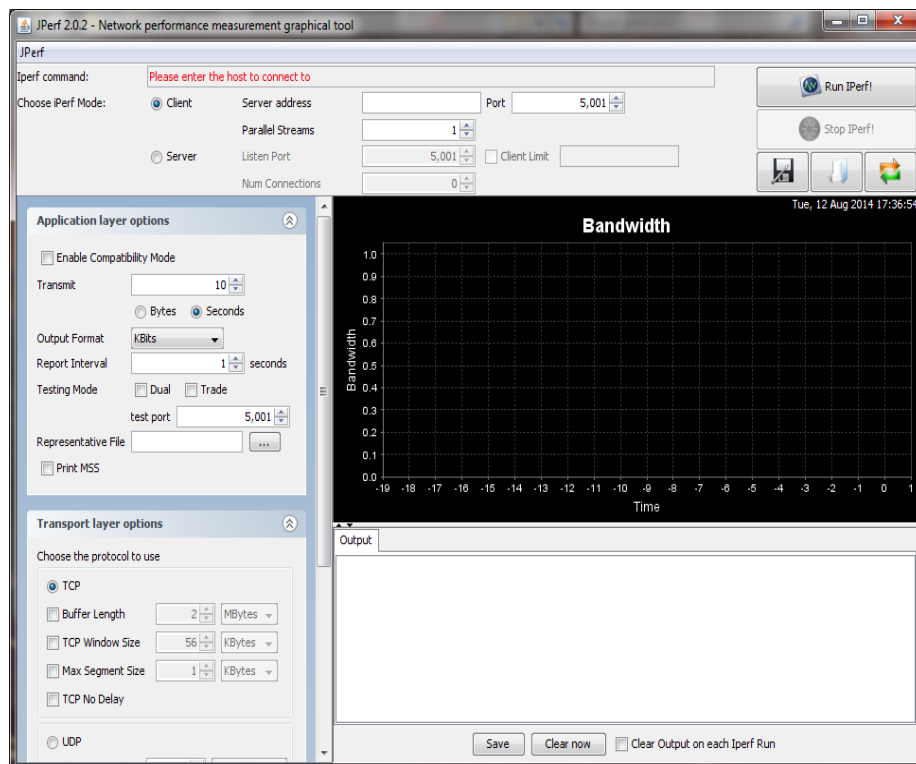 JPerf 2.0.2 - Network performance measurement graphical tool
JPerf
Iperf command: Please enter the host to connect to
Choose iPerf Mode: Client Server address Port 5,001
Parallel Streams 1
Server Listen Port 5,001 Client Limit
Num Connections 0
Run IPerf!
Stop IPerf!
Application layer options
Enable Compatibility Mode
Transmit 10
Bytes Seconds
Output Format KBits
Report Interval 1 seconds
Testing Mode Dual Trade
test port 5,001
Representative File ...
Print MSS
Transport layer options
Choose the protocol to use
TCP
Buffer Length 2 MBytes
TCP Window Size 56 KBytes
Max Segment Size 1 KBytes
TCP No Delay
UDP
Tue, 12 Aug 2014 17:36:54
Bandwidth
1.0
0.9
0.8
0.7
0.6
0.5
0.4
0.3
0.2
0.1
0.0
Bandwidth
-19 -18 -17 -16 -15 -14 -13 -12 -11 -10 -9 -8 -7 -6 -5 -4 -3 -2 -1 0 1
Time
Output
Save Clear now Clear Output on each Iperf Run